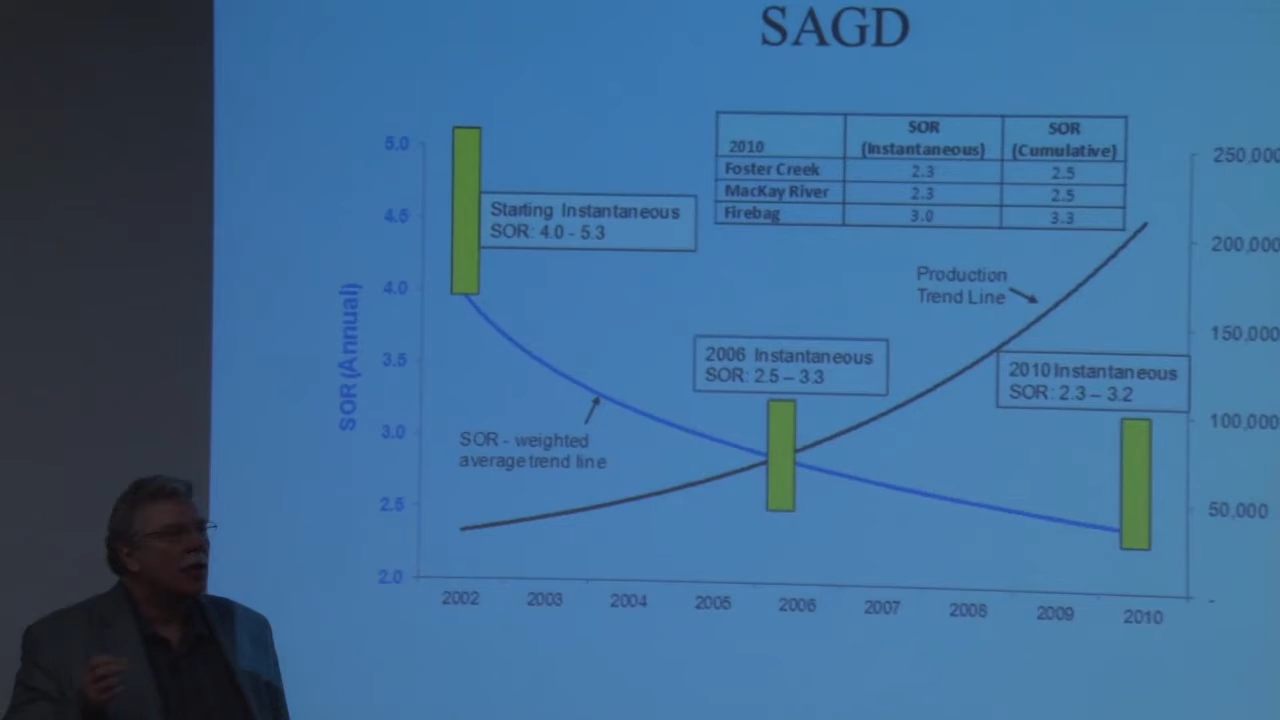 SAGD
SOR
SOR
2010
(Instantaneous)
(Cumulative)
Foster Creek 2.3 2.5
MacKay River 2.3 2.5
Firebag 3.0 3.3
5.0
4.5
4.0
3.5
3.0
2.5
2.0
SOR (Annual)
Starting Instantaneous
SOR: 4.0 - 5.3
Production
Trend Line
2006 Instantaneous
SOR: 2.5 – 3.3
2010 Instantaneous
SOR: 2.3 – 3.2
SOR - weighted
average trend line
250,000
200,000
150,000
100,000
50,000
-
2002 2003 2004 2005 2006 2007 2008 2009 2010